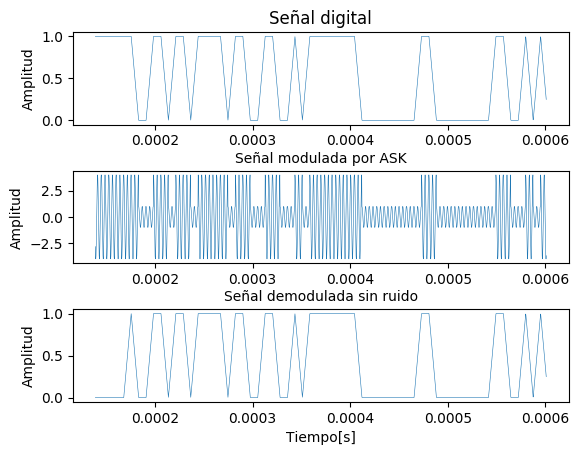 Señal digital
Amplitud
1.0
0.5
0.0
0.0002 0.0003 0.0004 0.0005 0.0006
Señal modulada por ASK
Amplitud
2.5
0.0
−2.5
0.0002 0.0003 0.0004 0.0005 0.0006
Señal demodulada sin ruido
Amplitud
1.0
0.5
0.0
0.0002 0.0003 0.0004 0.0005 0.0006
Tiempo[s]